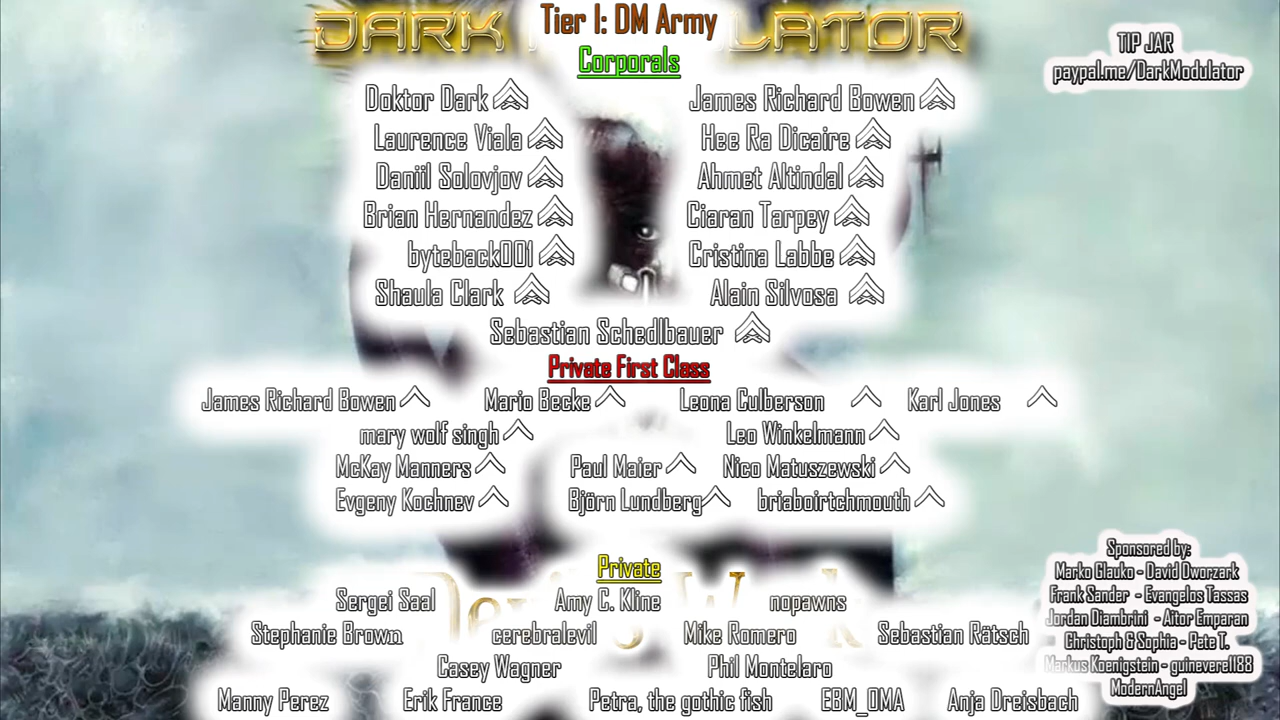 DARK LATOR
Tier I: DM Army
Corporals
TIP JAR
paypal.me/DarkModulator
Doktor Dark James Richard Bowen
Laurence Viala Hee Ra Dicaire
Daniil Solovjov Ahmet Altindal
Brian Hernandez Ciaran Tarpey
byteback001 Cristina Labbe
Shaula Clark Alain Silvosa
Sebastian Schedlbauer
Private First Class
James Richard Bowen Mario Becke Leona Culberson Karl Jones
mary wolf singh Leo Winkelmann
McKay Manners Paul Maier Nico Matuszewski
Evgeny Kochnev Björn Lundberg briaboirtchmouth
Private
Sergei Saal Amy C. Kline nopawns
Stephanie Brown cerebralevil Mike Romero Sebastian Rätsch
Casey Wagner Phil Montelaro
Manny Perez Erik France Petra, the gothic fish EBM_OMA Anja Dreisbach
Sponsored by:
Marko Glauko - David Dworzark
Frank Sander - Evangelos Tassas
Jordan Diambrini - Aitor Emparan
Christoph & Sophia - Pete T.
Markus Koenigstein - guinevere1188
ModernAngel